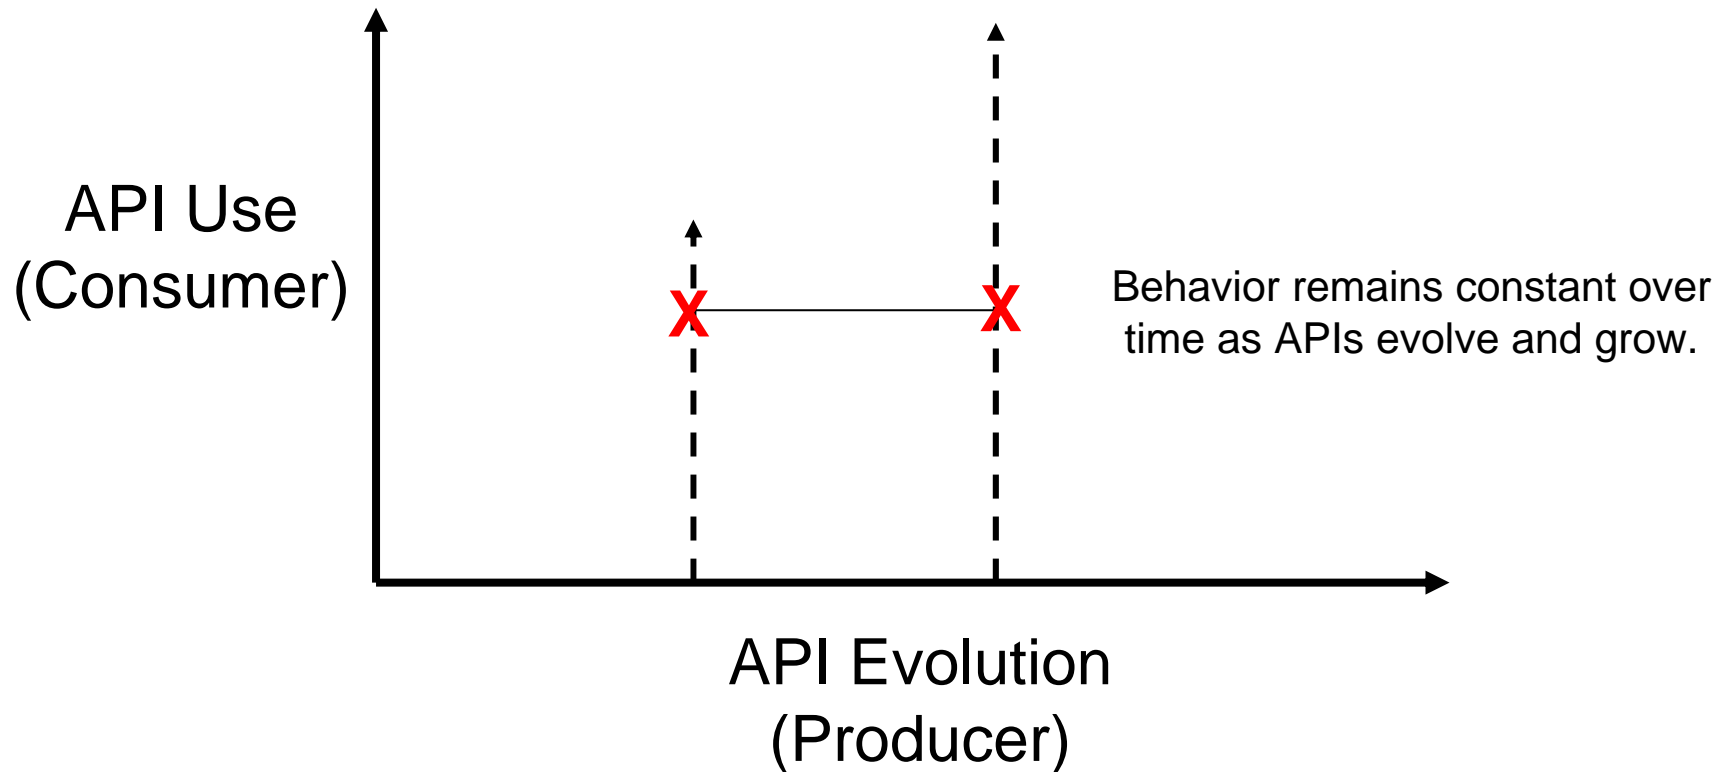 API Use
(Consumer)
X
X
Behavior remains constant over
time as APIs evolve and grow.
API Evolution
(Producer)